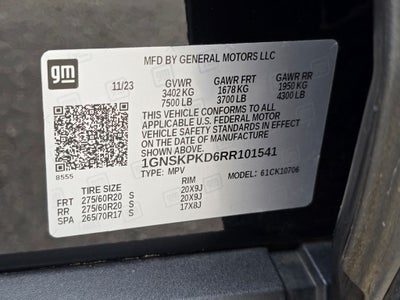 gm
MFD BY GENERAL MOTORS LLC
11/23 GVWR GAWR FRT GAWR RR
3402 KG 1678 KG 1950 KG
7500 LB 3700 LB 4300 LB
THIS VEHICLE CONFORMS TO ALL APPLICABLE
U.S. FEDERAL MOTOR
VEHICLE SAFETY STANDARDS IN EFFECT
ON THE DATE OF MANUFACTURE
SHOWN ABOVE.
1GNSKPKD6RR101541
TYPE: MPV MODEL: 61CK10706
8555
TIRE SIZE RIM
FRT 275/60R20 S 20X9J
RR 275/60R20 S 20X9J
SPA 265/70R17 S 17X8J